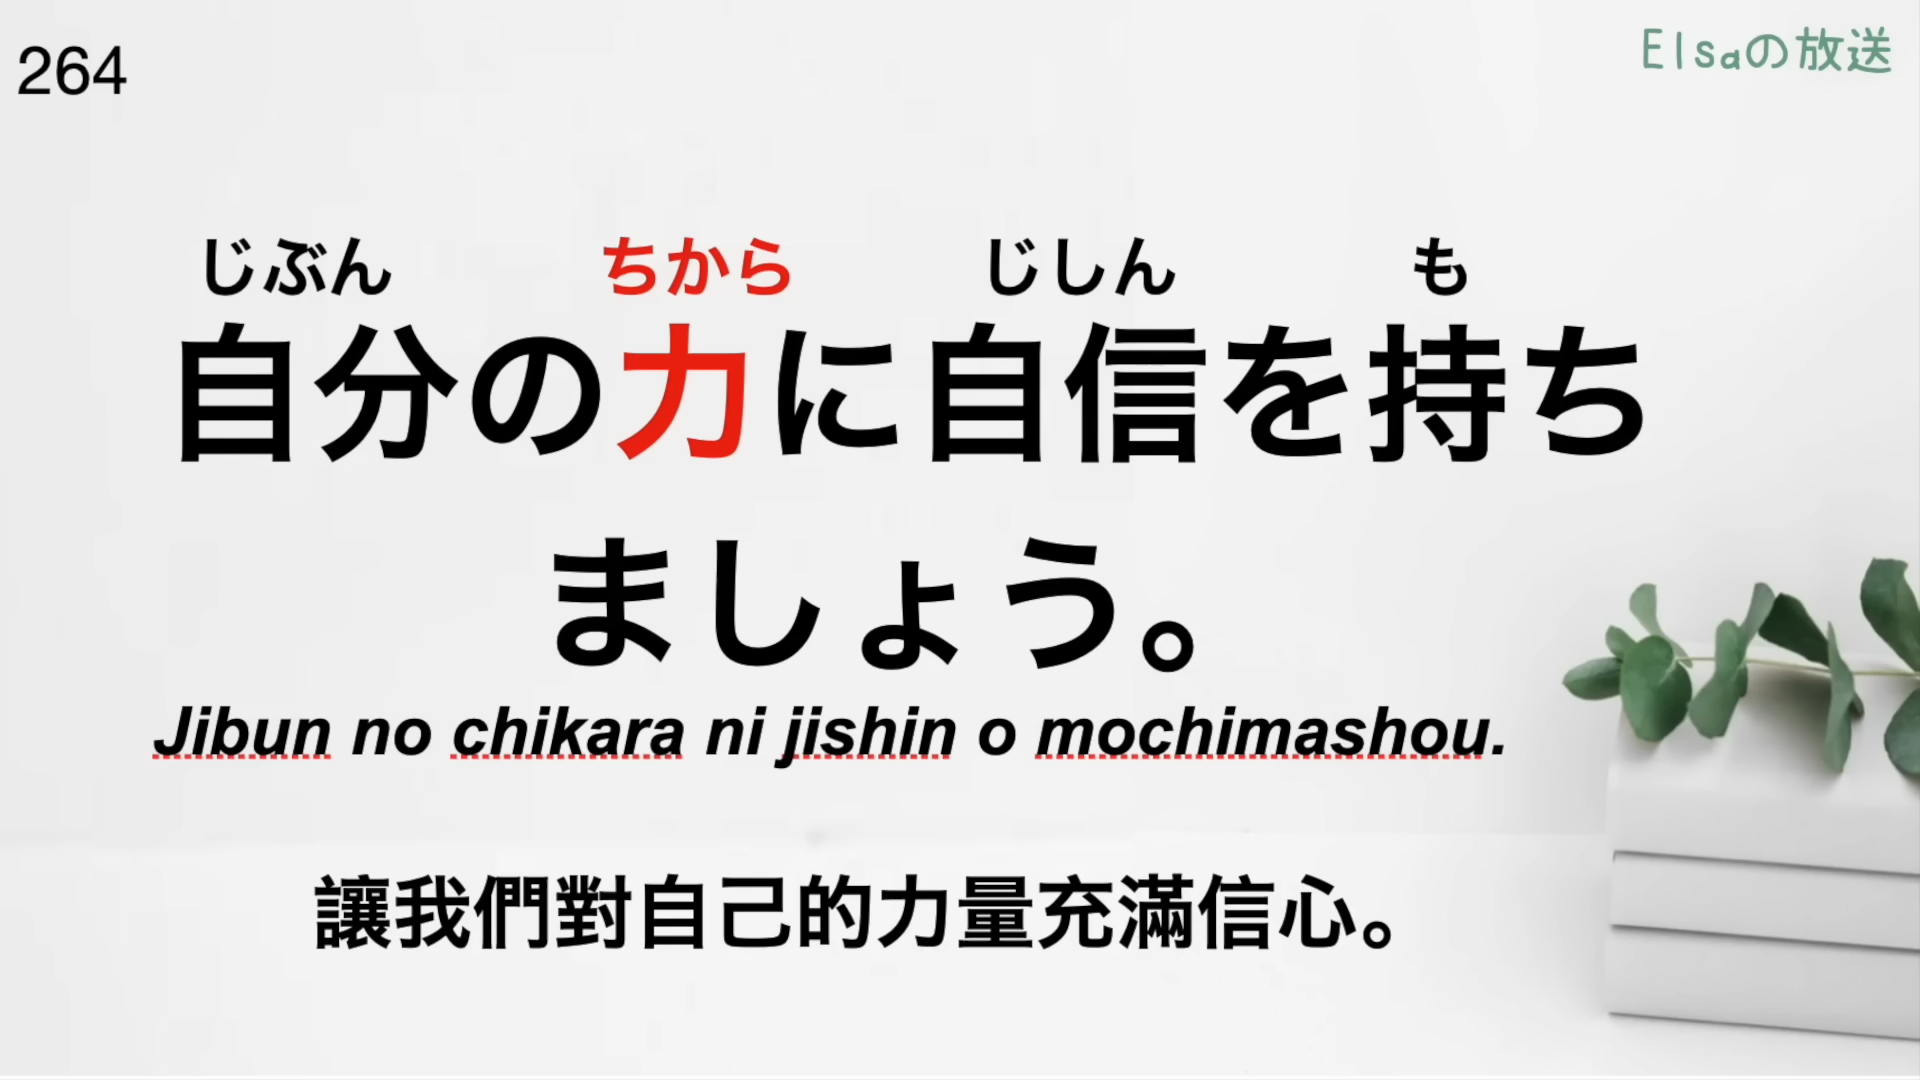 264
Elsaの放送
じぶん ちから じしん も
自分の力に自信を持ち
ましょう。
Jibun no chikara ni jishin o mochimashou.
讓我們對自己的力量充滿信心。